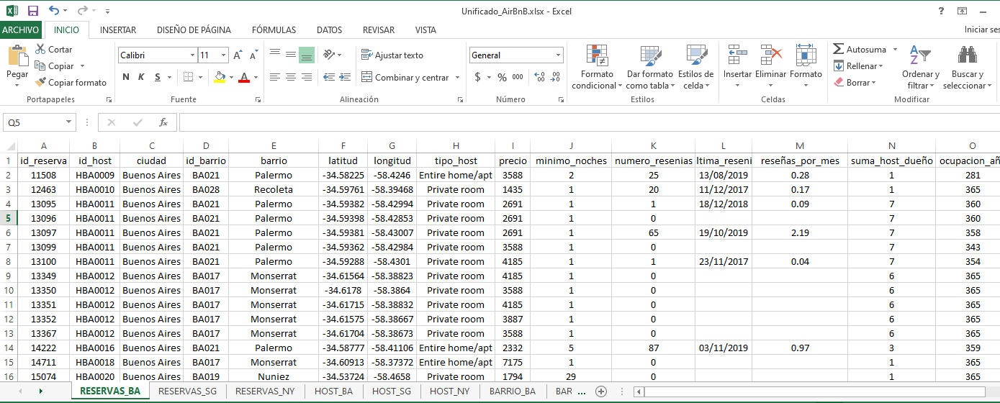 Unificado_AirBnB.xlsx - Excel
?
ARCHIVO INICIO INSERTAR DISEÑO DE PÁGINA FÓRMULAS DATOS REVISAR VISTA Iniciar ses
Pegar Cortar Copiar Copiar formato Portapapeles
Calibri 11 N K S A A A Fuente
Ajustar texto Combinar y centrar Alineación
General $ % 000 Número
Formato condicional Dar formato como tabla Estilos de celda Estilos
Insertar Eliminar Formato Celdas
Autosuma Rellenar Borrar Ordenar y filtrar Buscar y seleccionar Modificar
Q5 fx
A B C D E F G H I J K L M N O
1 id_reserva id_host ciudad id_barrio barrio latitud longitud tipo_host precio minimo_noches numero_resenias ltima_reseni reseñas_por_mes suma_host_dueño ocupacion_añ
2 11508 HBA0009 Buenos Aires BA021 Palermo -34.58225 -58.4246 Entire home/apt 3588 2 25 13/08/2019 0.28 1 281
3 12463 HBA0010 Buenos Aires BA028 Recoleta -34.59761 -58.39468 Private room 1435 1 20 11/12/2017 0.17 1 365
4 13095 HBA0011 Buenos Aires BA021 Palermo -34.59382 -58.42994 Private room 2691 1 1 18/12/2018 0.09 7 360
5 13096 HBA0011 Buenos Aires BA021 Palermo -34.59398 -58.42853 Private room 2691 1 0 7 360
6 13097 HBA0011 Buenos Aires BA021 Palermo -34.59381 -58.43007 Private room 2691 1 65 19/10/2019 2.19 7 358
7 13099 HBA0011 Buenos Aires BA021 Palermo -34.59362 -58.42984 Private room 3588 1 0 7 343
8 13100 HBA0011 Buenos Aires BA021 Palermo -34.59288 -58.4301 Private room 4185 1 1 23/11/2017 0.04 7 354
9 13349 HBA0012 Buenos Aires BA017 Monserrat -34.61564 -58.38823 Private room 4185 1 0 6 365
10 13350 HBA0012 Buenos Aires BA017 Monserrat -34.6178 -58.3864 Private room 3588 1 0 6 365
11 13351 HBA0012 Buenos Aires BA017 Monserrat -34.61715 -58.38832 Private room 4185 1 0 6 365
12 13352 HBA0012 Buenos Aires BA017 Monserrat -34.61575 -58.38667 Private room 3887 1 0 6 365
13 13367 HBA0012 Buenos Aires BA017 Monserrat -34.61704 -58.38673 Private room 3588 1 0 6 365
14 14222 HBA0016 Buenos Aires BA021 Palermo -34.58777 -58.41106 Entire home/apt 2332 5 87 03/11/2019 0.97 3 359
15 14711 HBA0018 Buenos Aires BA017 Monserrat -34.60913 -58.37372 Entire home/apt 7175 1 0 1 365
16 15074 HBA0020 Buenos Aires BA019 Nuniez -34.53724 -58.4658 Private room 1794 29 0 1 365
RESERVAS_BA RESERVAS_SG RESERVAS_NY HOST_BA HOST_SG HOST_NY BARRIO_BA BAR ...